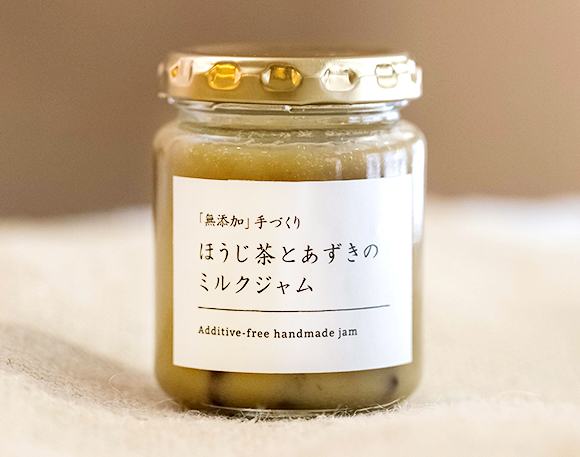 「無添加」手づくり
ほうじ茶とあずきの
ミルクジャム
Additive-free handmade jam